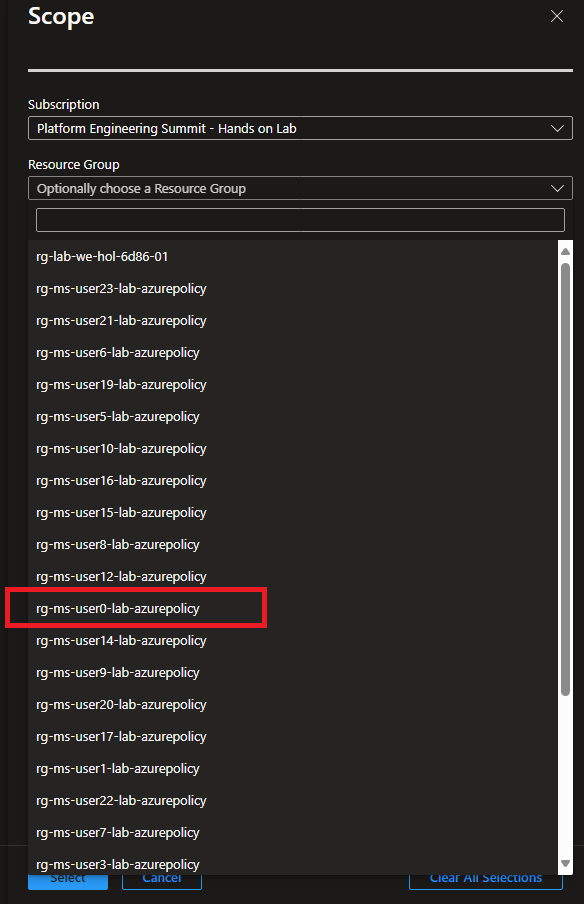 Scope
Subscription
Platform Engineering Summit - Hands on Lab
Resource Group
Optionally choose a Resource Group
rg-lab-we-hol-6d86-01
rg-ms-user23-lab-azurepolicy
rg-ms-user21-lab-azurepolicy
rg-ms-user6-lab-azurepolicy
rg-ms-user19-lab-azurepolicy
rg-ms-user5-lab-azurepolicy
rg-ms-user10-lab-azurepolicy
rg-ms-user16-lab-azurepolicy
rg-ms-user15-lab-azurepolicy
rg-ms-user8-lab-azurepolicy
rg-ms-user12-lab-azurepolicy
rg-ms-user0-lab-azurepolicy
rg-ms-user14-lab-azurepolicy
rg-ms-user9-lab-azurepolicy
rg-ms-user20-lab-azurepolicy
rg-ms-user17-lab-azurepolicy
rg-ms-user1-lab-azurepolicy
rg-ms-user22-lab-azurepolicy
rg-ms-user7-lab-azurepolicy
rg-ms-user3-lab-azurepolicy
Select Cancel Clear All Selections